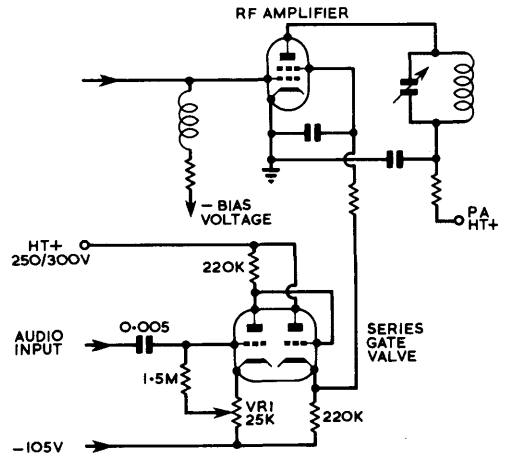 RF AMPLIFIER
– BIAS
VOLTAGE
PA
HT+
HT+
250/300V
220K
SERIES
GATE
VALVE
0·005
AUDIO
INPUT
1·5M
VR1
25K
220K
–105V